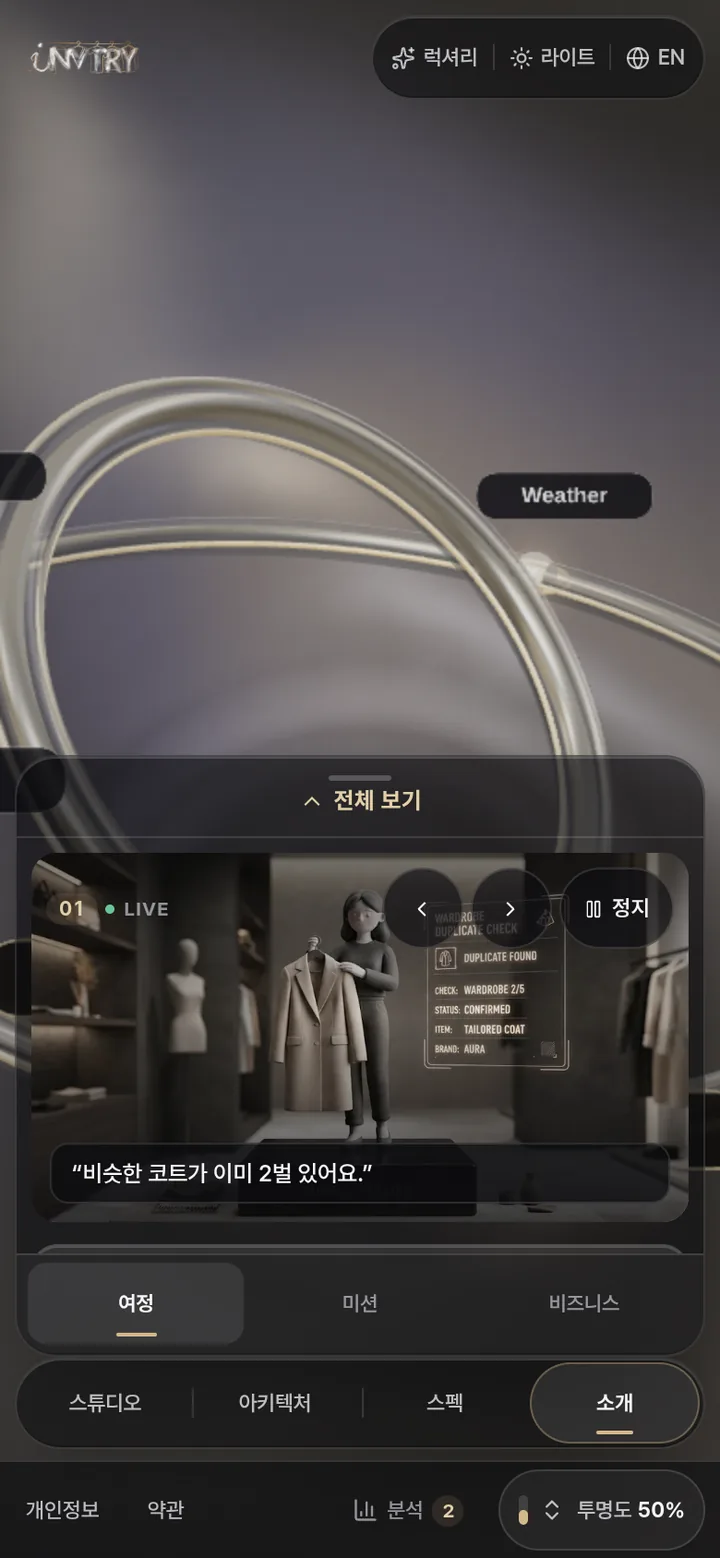 iNVTRY
럭셔리
라이트
EN
Weather
전체 보기
01
LIVE
정지
WARDROBE
DUPLICATE CHECK
DUPLICATE FOUND
CHECK: WARDROBE 2/5
STATUS: CONFIRMED
ITEM: TAILORED COAT
BRAND: AURA
“비슷한 코트가 이미 2벌 있어요.”
여정
미션
비즈니스
스튜디오
아키텍처
스펙
소개
개인정보
약관
분석 2
투명도 50%